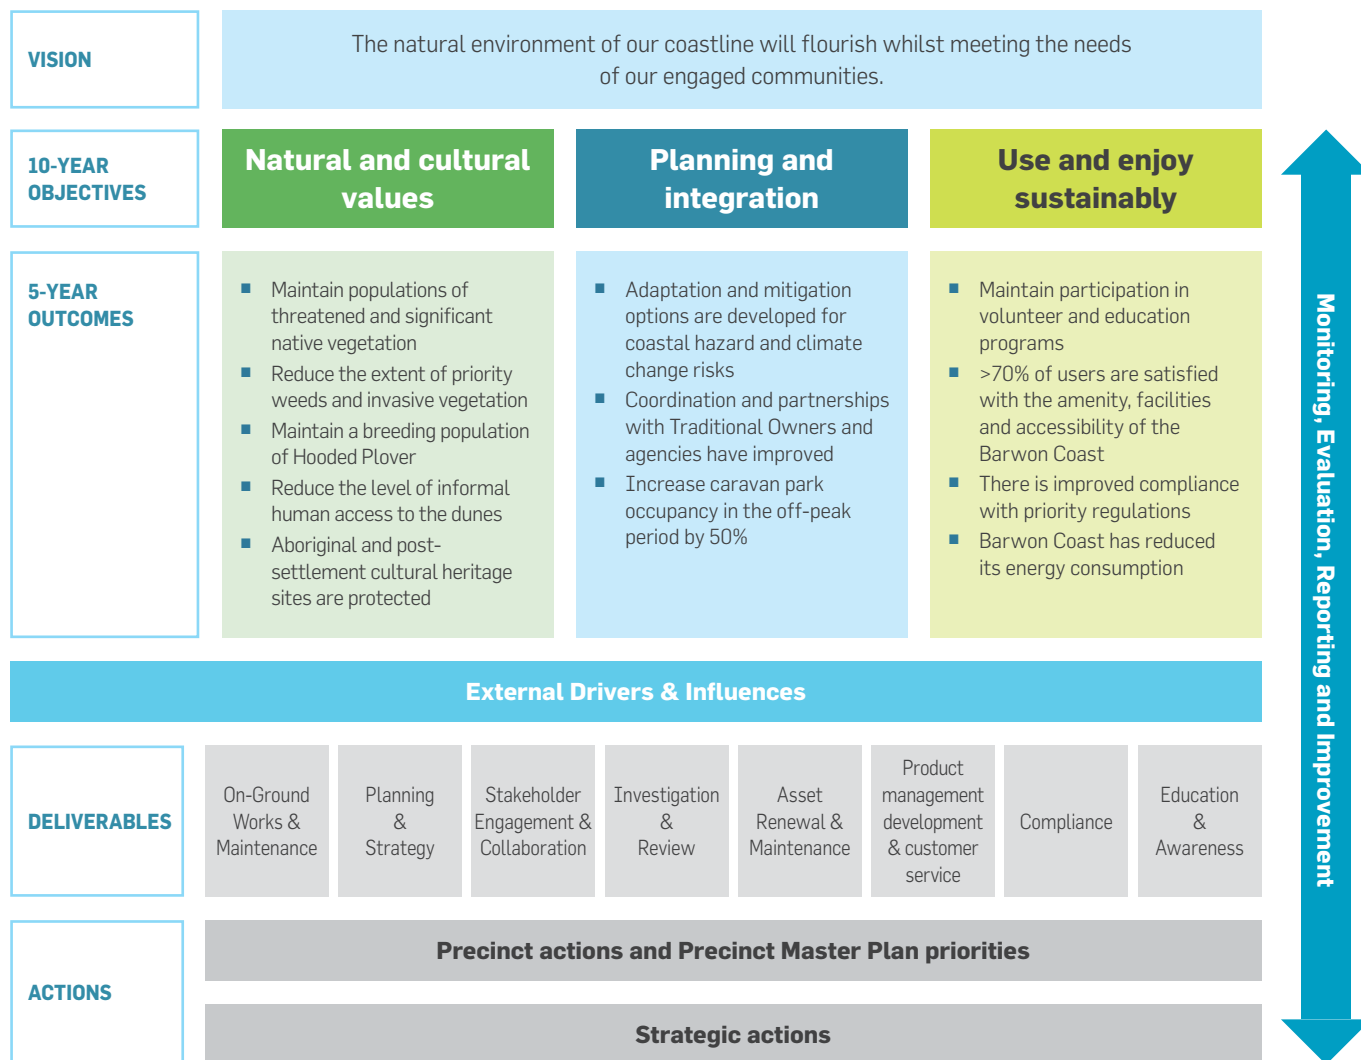 VISION
The natural environment of our coastline will flourish whilst meeting the needs
of our engaged communities.
10-YEAR
OBJECTIVES
Natural and cultural
values
Planning and
integration
Use and enjoy
sustainably
5-YEAR
OUTCOMES
■ Maintain populations of
threatened and significant
native vegetation
■ Reduce the extent of priority
weeds and invasive vegetation
■ Maintain a breeding population
of Hooded Plover
■ Reduce the level of informal
human access to the dunes
■ Aboriginal and post-
settlement cultural heritage
sites are protected
■ Adaptation and mitigation
options are developed for
coastal hazard and climate
change risks
■ Coordination and partnerships
with Traditional Owners and
agencies have improved
■ Increase caravan park
occupancy in the off-peak
period by 50%
■ Maintain participation in
volunteer and education
programs
■ >70% of users are satisfied
with the amenity, facilities
and accessibility of the
Barwon Coast
■ There is improved compliance
with priority regulations
■ Barwon Coast has reduced
its energy consumption
External Drivers & Influences
DELIVERABLES
On-Ground
Works &
Maintenance
Planning
&
Strategy
Stakeholder
Engagement &
Collaboration
Investigation
&
Review
Asset
Renewal &
Maintenance
Product
management
development
& customer
service
Compliance
Education
&
Awareness
ACTIONS
Precinct actions and Precinct Master Plan priorities
Strategic actions
Monitoring, Evaluation, Reporting and Improvement